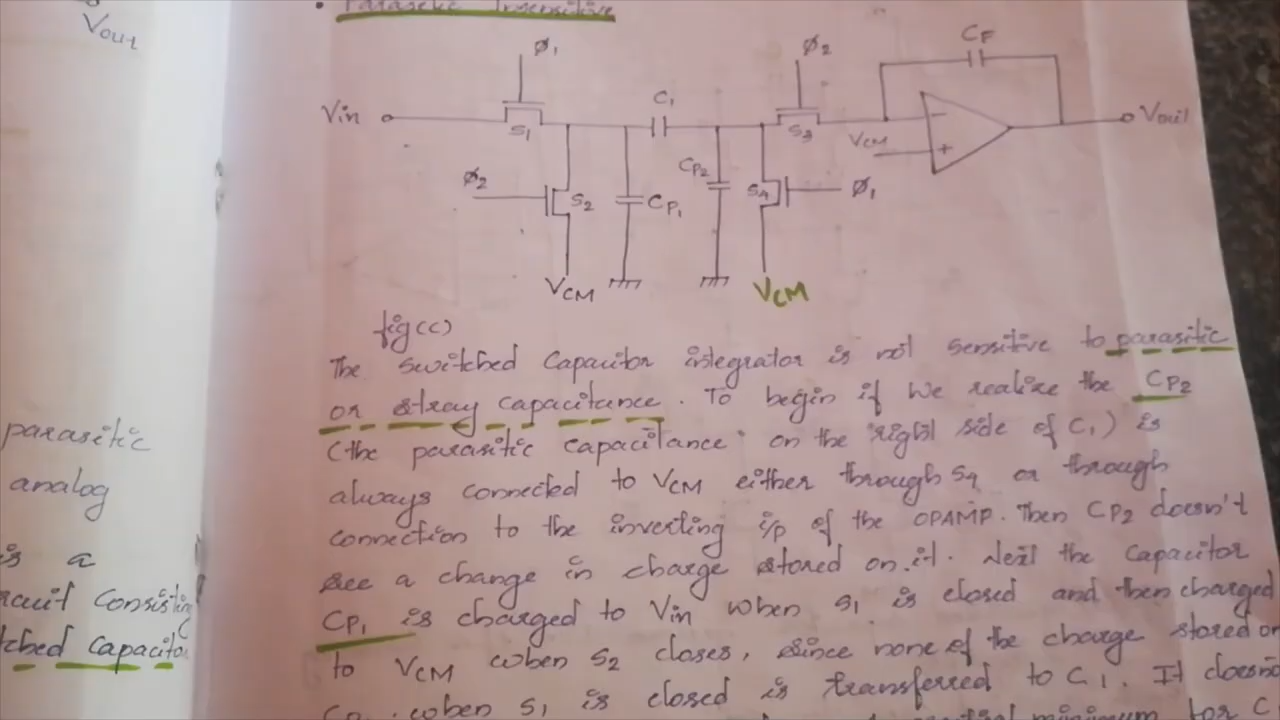 Vout
parasitic
analog
is a
circuit consisting
switched capacitor
Parasitic Insensitive
Ø1
Ø2
CF
Vin
S1
C1
S3
VCM
-
+
Vout
Ø2
S2
CP1
CP2
S4
Ø1
VCM
VCM
fig(c)
The switched capacitor integrator is not sensitive to parasitic
or stray capacitance. To begin if we realize the CP2
(the parasitic capacitance on the right side of C1) is
always connected to VCM either through S4 or through
connection to the inverting i/p of the OPAMP. Then CP2 doesn't
see a change in charge stored on it. Next the capacitor
CP1 is charged to Vin when S1 is closed and then charged
to VCM when S2 closes, since none of the charge stored on
CP1 when S1 is closed is transferred to C1. It doesn't
minimum for C